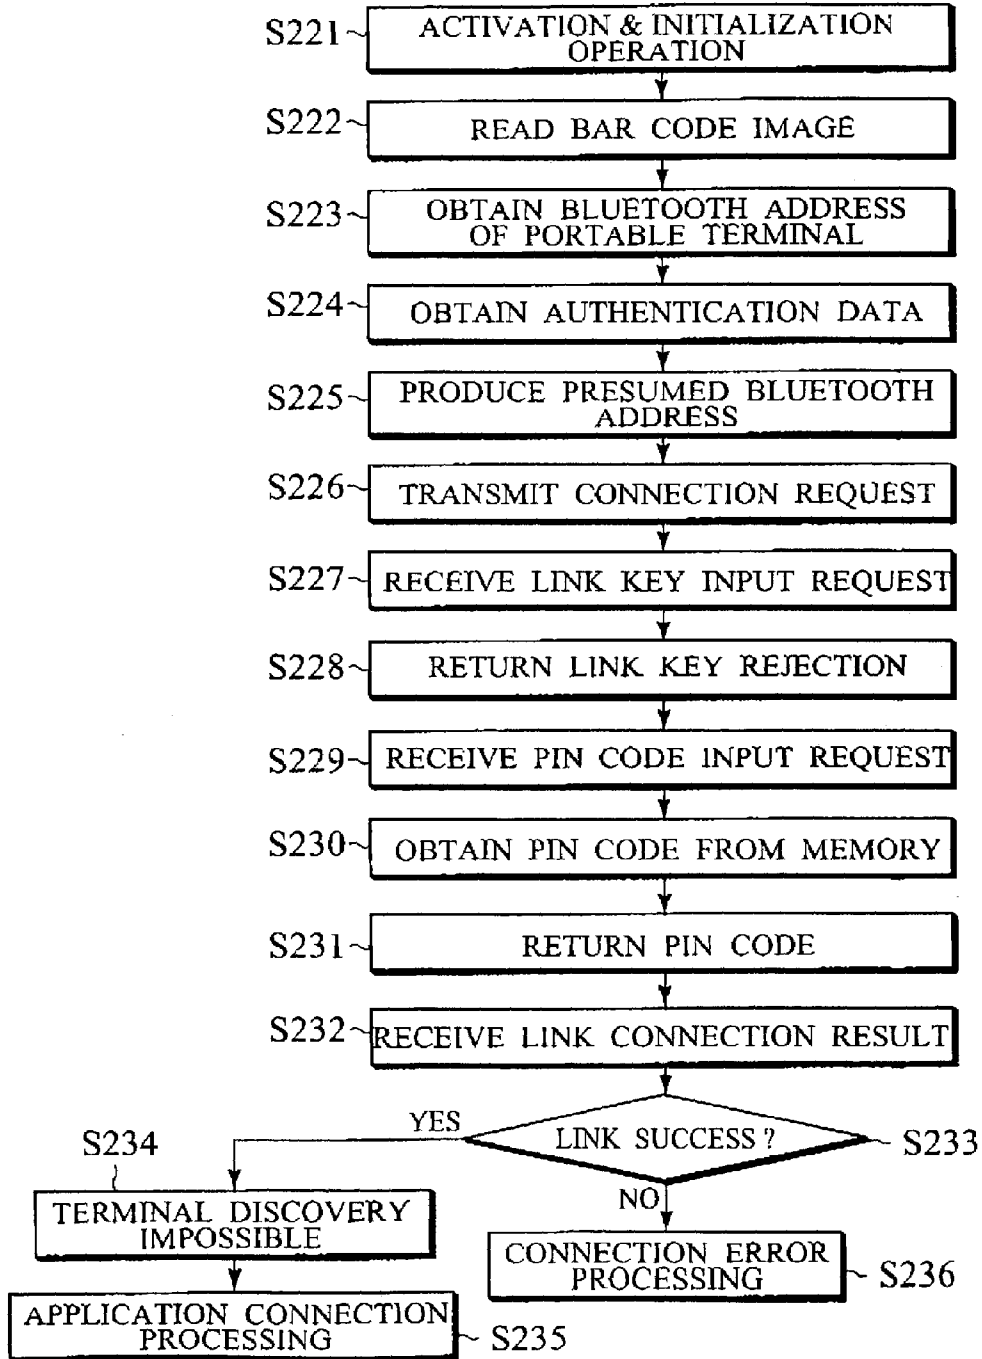 S221
ACTIVATION & INITIALIZATION
OPERATION
S222
READ BAR CODE IMAGE
S223
OBTAIN BLUETOOTH ADDRESS
OF PORTABLE TERMINAL
S224
OBTAIN AUTHENTICATION DATA
S225
PRODUCE PRESUMED BLUETOOTH
ADDRESS
S226
TRANSMIT CONNECTION REQUEST
S227
RECEIVE LINK KEY INPUT REQUEST
S228
RETURN LINK KEY REJECTION
S229
RECEIVE PIN CODE INPUT REQUEST
S230
OBTAIN PIN CODE FROM MEMORY
S231
RETURN PIN CODE
S232
RECEIVE LINK CONNECTION RESULT
YES
LINK SUCCESS ?
S233
S234
TERMINAL DISCOVERY
IMPOSSIBLE
NO
CONNECTION ERROR
PROCESSING
S236
APPLICATION CONNECTION
PROCESSING
S235